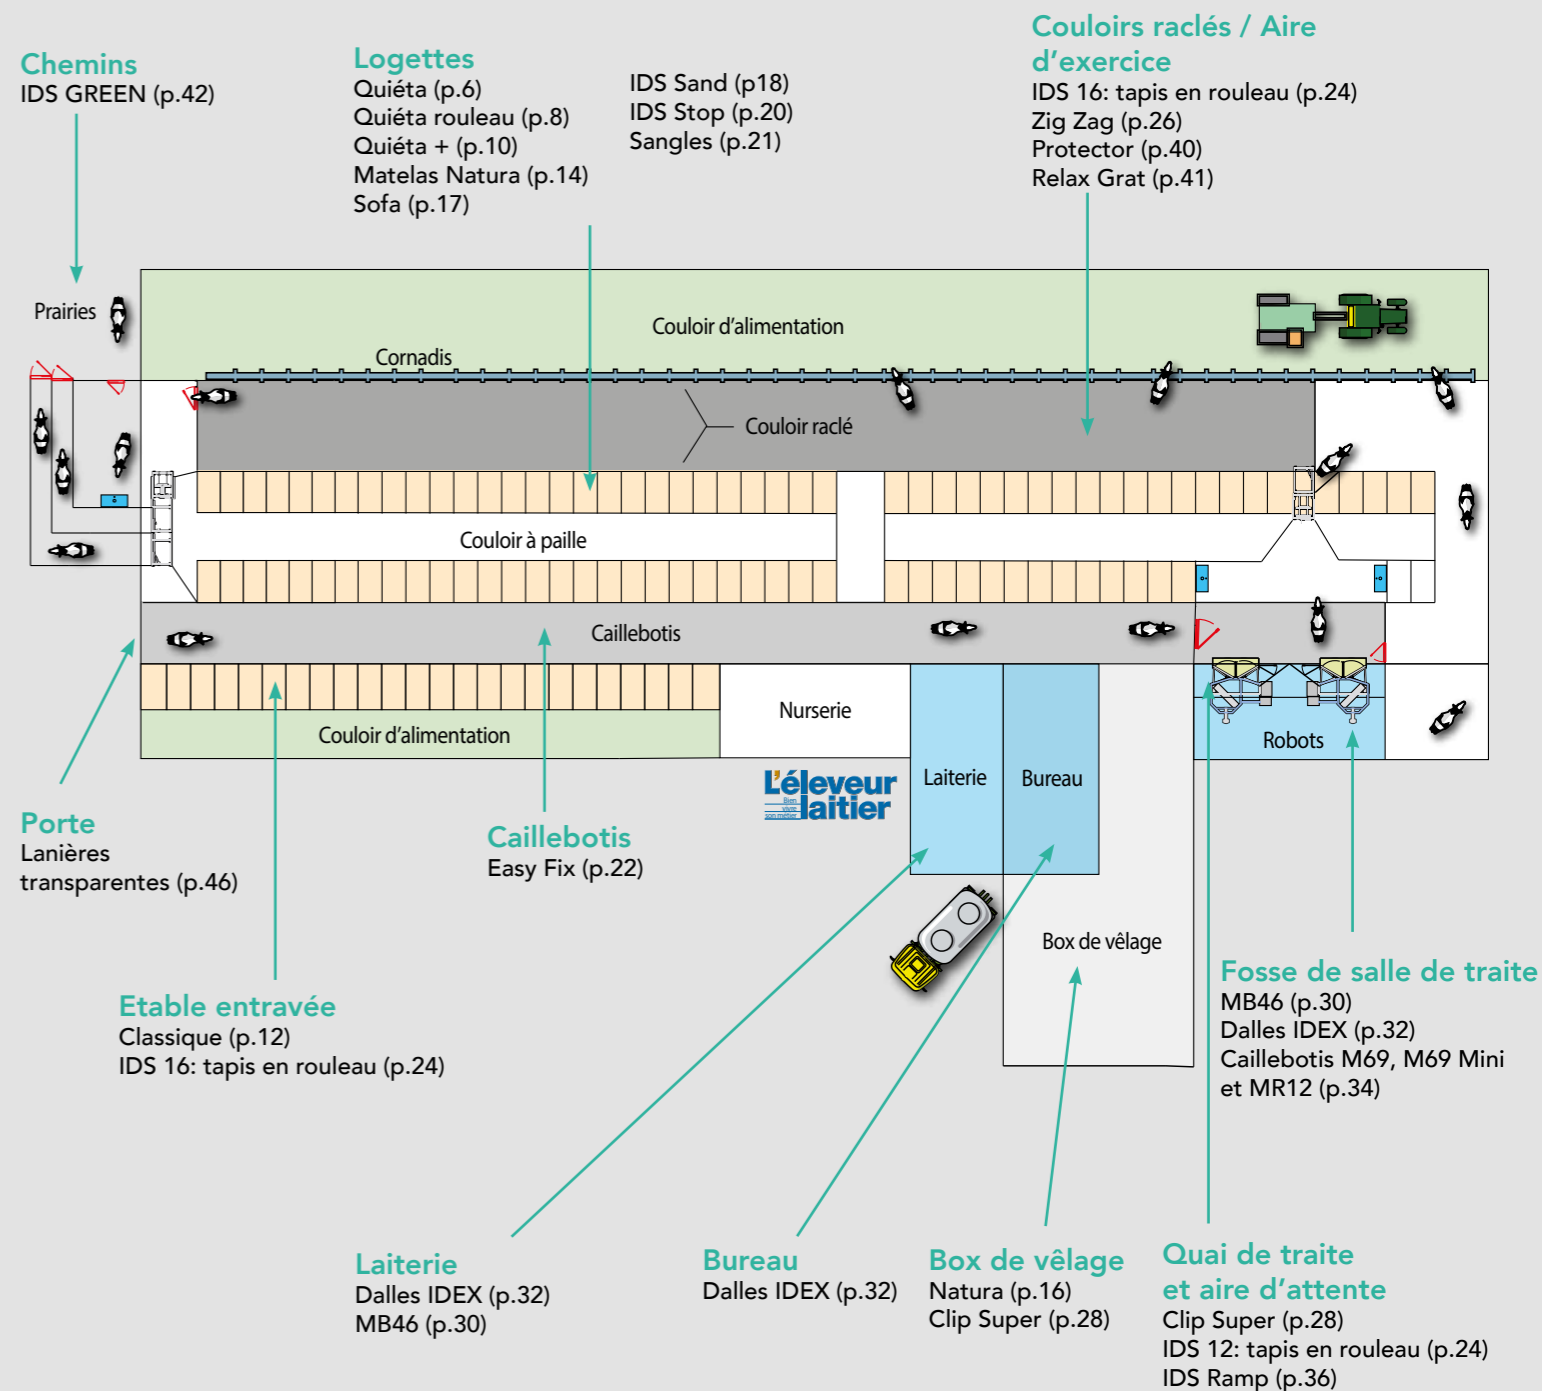 Chemins
IDS GREEN (p.42)
Logettes
Quiéta (p.6)
Quiéta rouleau (p.8)
Quiéta + (p.10)
Matelas Natura (p.14)
Sofa (p.17)
IDS Sand (p18)
IDS Stop (p.20)
Sangles (p.21)
Couloirs raclés / Aire
d'exercice
IDS 16: tapis en rouleau (p.24)
Zig Zag (p.26)
Protector (p.40)
Relax Grat (p.41)
Prairies
Couloir d'alimentation
Cornadis
Couloir raclé
Couloir à paille
Caillebotis
Nurserie
Couloir d'alimentation
Laiterie
Bureau
Robots
L'éleveur
laitier
Bien
vivre
son métier
Box de vêlage
Porte
Lanières
transparentes (p.46)
Caillebotis
Easy Fix (p.22)
Etable entravée
Classique (p.12)
IDS 16: tapis en rouleau (p.24)
Fosse de salle de traite
MB46 (p.30)
Dalles IDEX (p.32)
Caillebotis M69, M69 Mini
et MR12 (p.34)
Laiterie
Dalles IDEX (p.32)
MB46 (p.30)
Bureau
Dalles IDEX (p.32)
Box de vêlage
Natura (p.16)
Clip Super (p.28)
Quai de traite
et aire d'attente
Clip Super (p.28)
IDS 12: tapis en rouleau (p.24)
IDS Ramp (p.36)